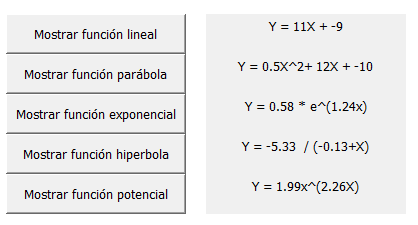 Mostrar función lineal
Y = 11X + -9
Mostrar función parábola
Y = 0.5X^2+ 12X + -10
Mostrar función exponencial
Y = 0.58 * e^(1.24x)
Mostrar función hiperbola
Y = -5.33 / (-0.13+X)
Mostrar función potencial
Y = 1.99x^(2.26X)